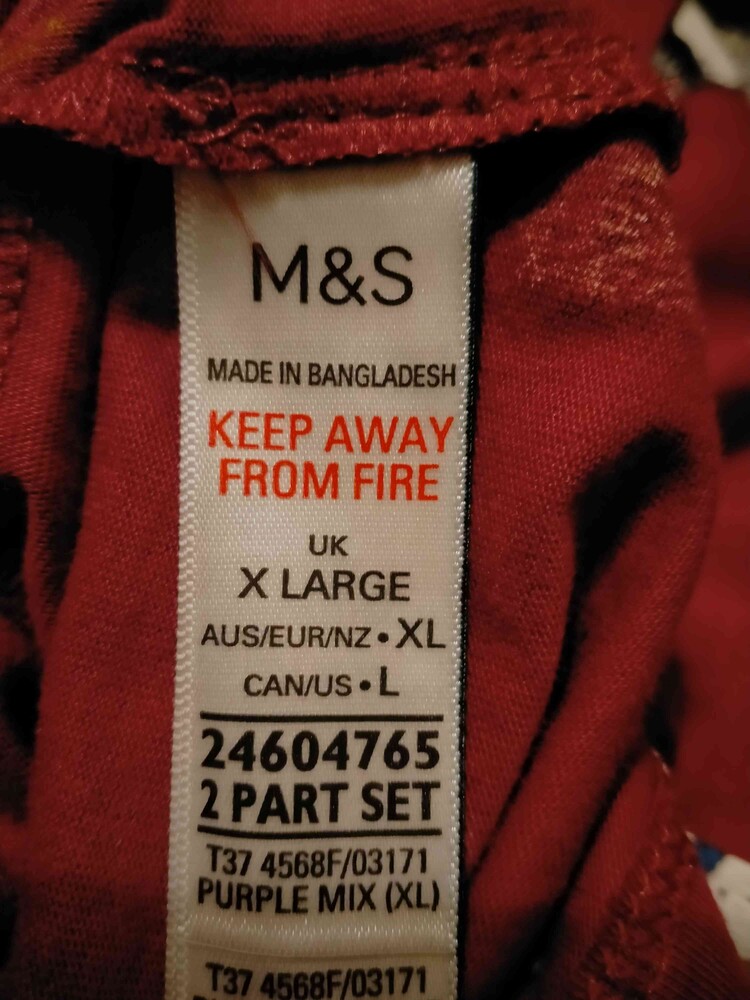 M&S
MADE IN BANGLADESH
KEEP AWAY
FROM FIRE
UK
X LARGE
AUS/EUR/NZ • XL
CAN/US • L
24604765
2 PART SET
T37 4568F/03171
PURPLE MIX (XL)
T37 4568F/03171